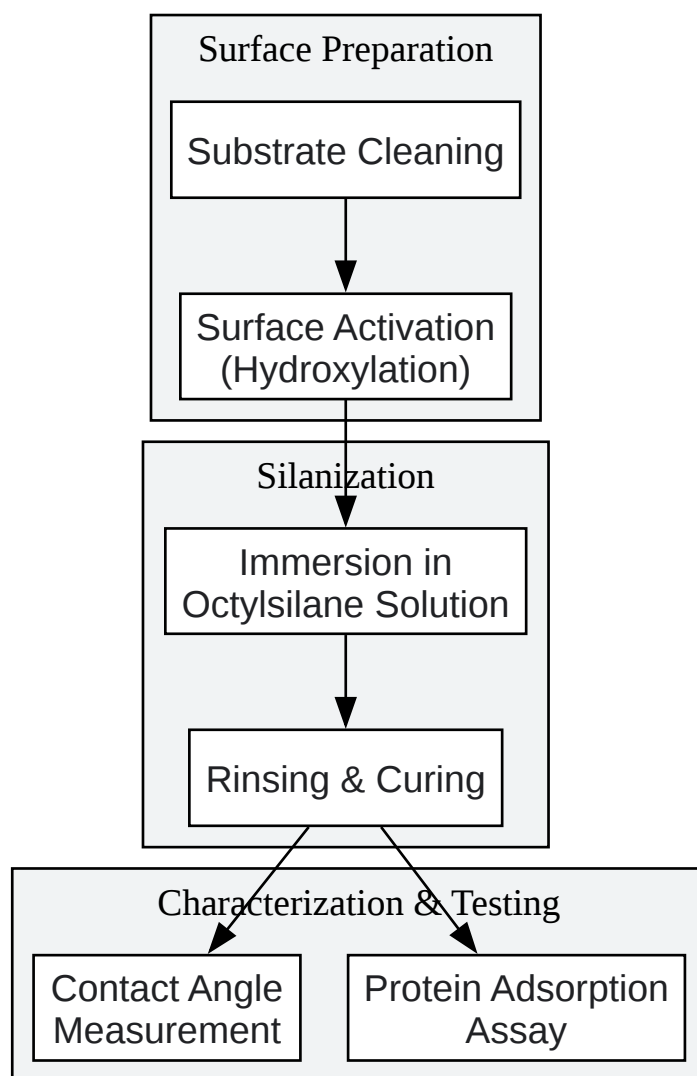 Surface Preparation
Substrate Cleaning
Surface Activation
(Hydroxylation)
Silanization
Immersion in
Octylsilane Solution
Rinsing & Curing
Characterization & Testing
Contact Angle
Measurement
Protein Adsorption
Assay